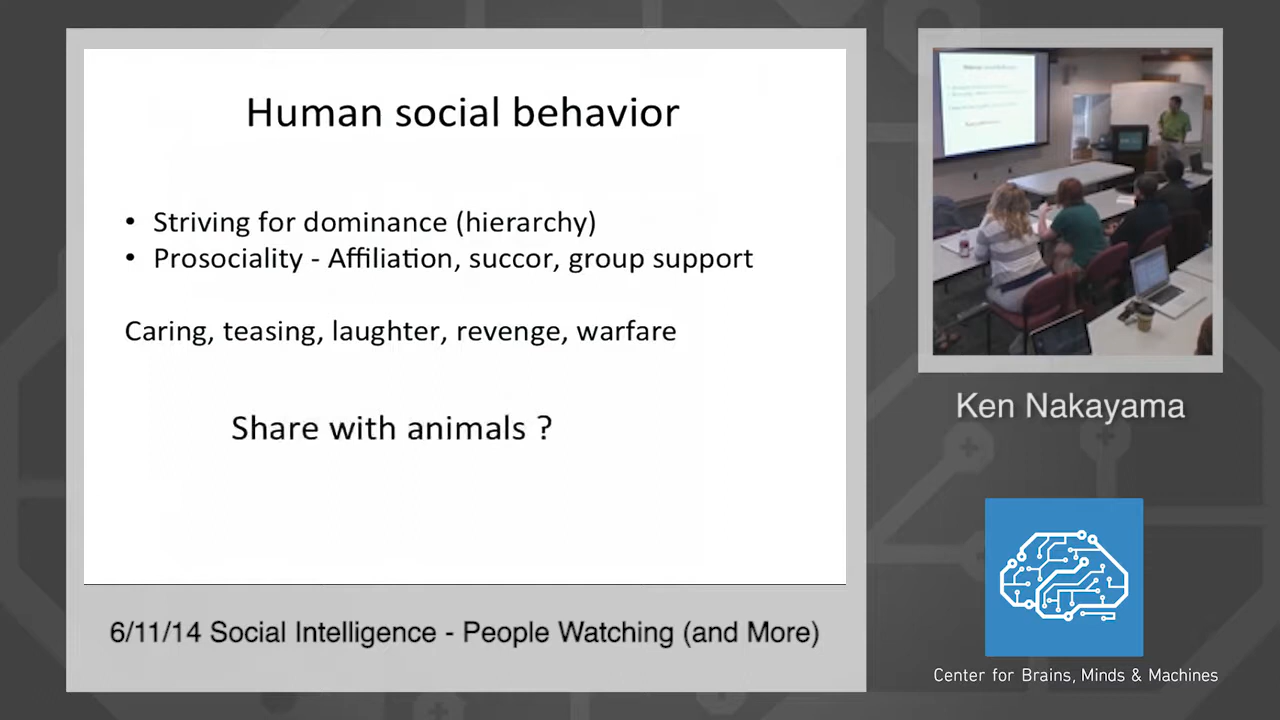 Human social behavior
• Striving for dominance (hierarchy)
• Prosociality - Affiliation, succor, group support
Caring, teasing, laughter, revenge, warfare
Share with animals ?
6/11/14 Social Intelligence - People Watching (and More)
Ken Nakayama
Center for Brains, Minds & Machines